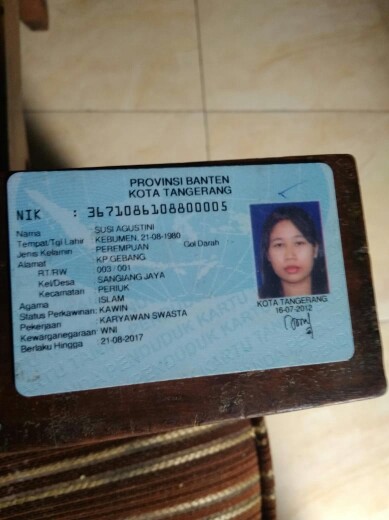 PROVINSI BANTEN
KOTA TANGERANG
NIK : 3671086108800005
Nama : SUSI AGUSTINI
Tempat/Tgl Lahir : KEBUMEN, 21-08-1980
Jenis Kelamin : PEREMPUAN Gol Darah
Alamat : KP.GEBANG
RT/RW : 003 / 001
Kel/Desa : SANGIANG JAYA
Kecamatan : PERIUK
Agama : ISLAM
Status Perkawinan: KAWIN
Pekerjaan : KARYAWAN SWASTA
Kewarganegaraan: WNI
Berlaku Hingga : 21-08-2017
KOTA TANGERANG
16-07-2012